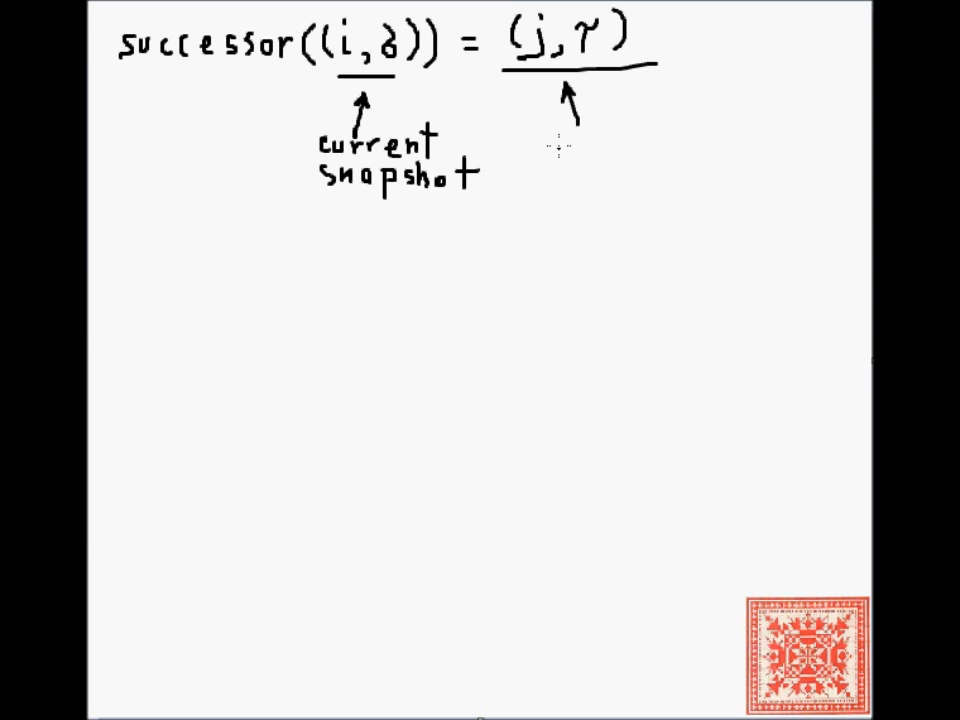 successor((i, δ)) = (j, τ)
current
snapshot